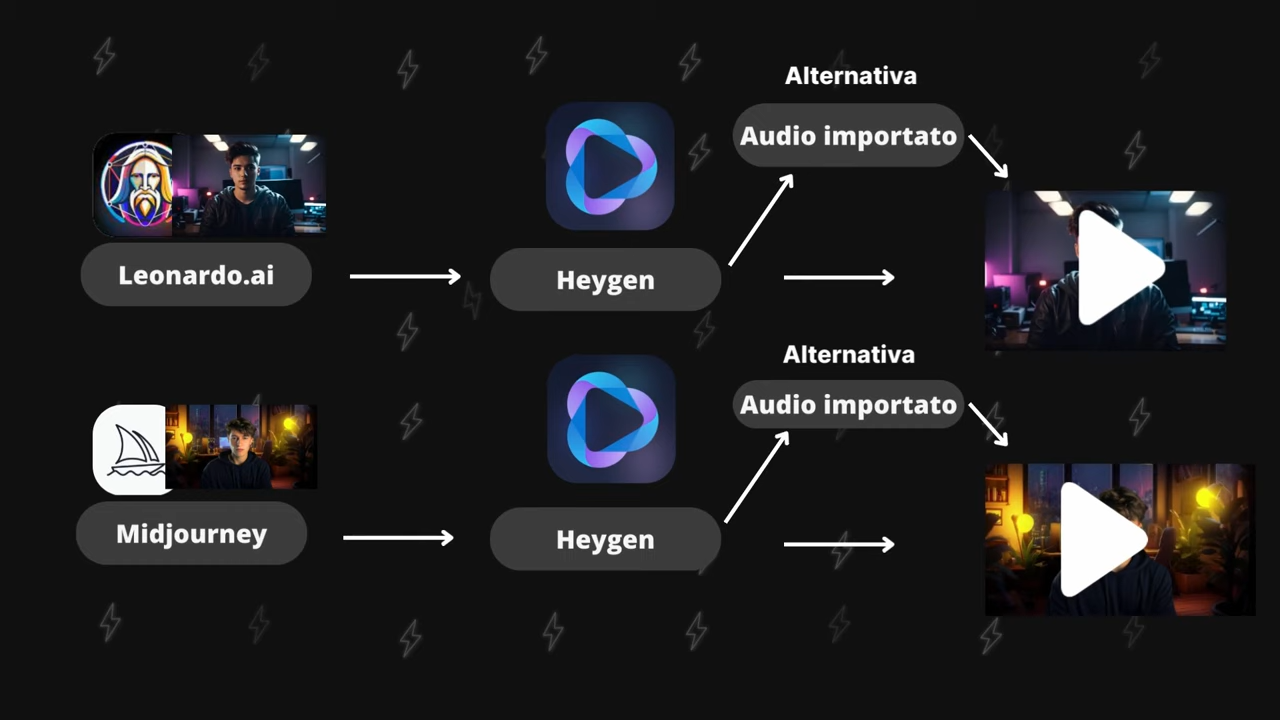 Alternativa
Audio importato
Leonardo.ai
Heygen
Alternativa
Audio importato
Midjourney
Heygen